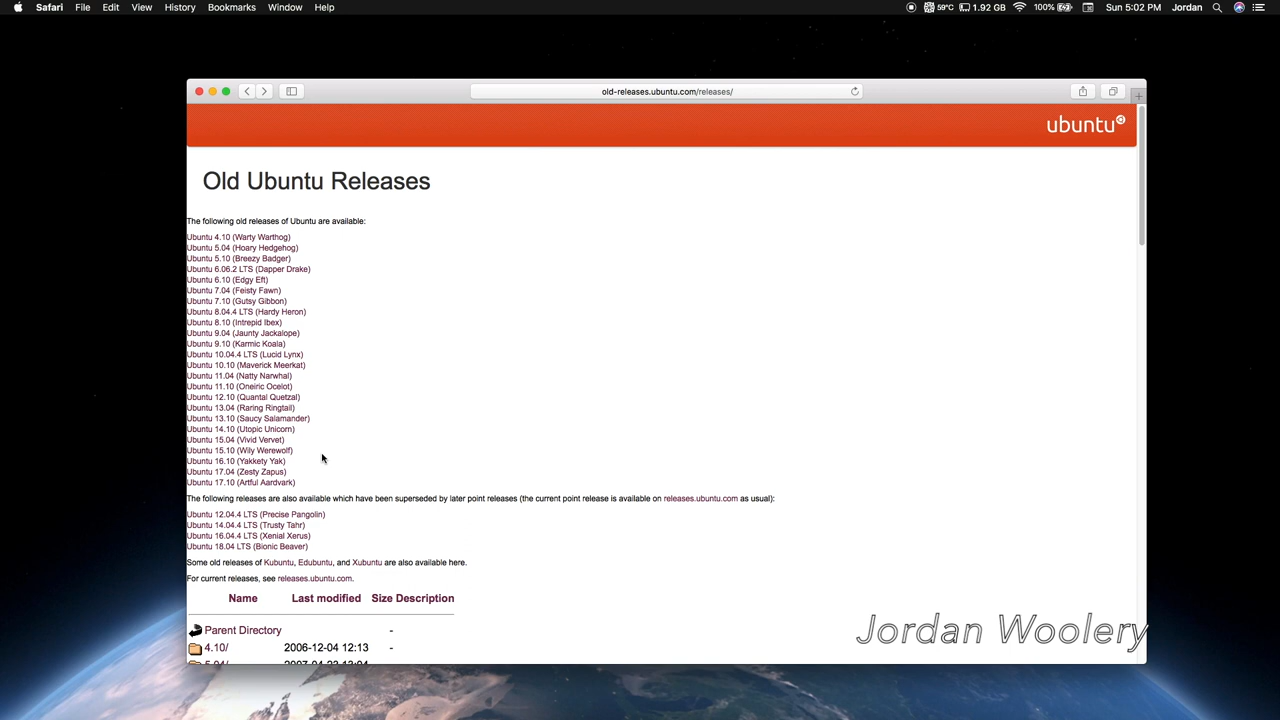 Safari File Edit View History Bookmarks Window Help 59°C 1.92 GB 100% Sun 5:02 PM Jordan
old-releases.ubuntu.com/releases/
ubuntu
Old Ubuntu Releases
The following old releases of Ubuntu are available:
Ubuntu 4.10 (Warty Warthog)
Ubuntu 5.04 (Hoary Hedgehog)
Ubuntu 5.10 (Breezy Badger)
Ubuntu 6.06.2 LTS (Dapper Drake)
Ubuntu 6.10 (Edgy Eft)
Ubuntu 7.04 (Feisty Fawn)
Ubuntu 7.10 (Gutsy Gibbon)
Ubuntu 8.04.4 LTS (Hardy Heron)
Ubuntu 8.10 (Intrepid Ibex)
Ubuntu 9.04 (Jaunty Jackalope)
Ubuntu 9.10 (Karmic Koala)
Ubuntu 10.04.4 LTS (Lucid Lynx)
Ubuntu 10.10 (Maverick Meerkat)
Ubuntu 11.04 (Natty Narwhal)
Ubuntu 11.10 (Oneiric Ocelot)
Ubuntu 12.10 (Quantal Quetzal)
Ubuntu 13.04 (Raring Ringtail)
Ubuntu 13.10 (Saucy Salamander)
Ubuntu 14.10 (Utopic Unicorn)
Ubuntu 15.04 (Vivid Vervet)
Ubuntu 15.10 (Wily Werewolf)
Ubuntu 16.10 (Yakkety Yak)
Ubuntu 17.04 (Zesty Zapus)
Ubuntu 17.10 (Artful Aardvark)
The following releases are also available which have been superseded by later point releases (the current point release is available on releases.ubuntu.com as usual):
Ubuntu 12.04.4 LTS (Precise Pangolin)
Ubuntu 14.04.4 LTS (Trusty Tahr)
Ubuntu 16.04.4 LTS (Xenial Xerus)
Ubuntu 18.04 LTS (Bionic Beaver)
Some old releases of Kubuntu, Edubuntu, and Xubuntu are also available here.
For current releases, see releases.ubuntu.com.
Name Last modified Size Description
Parent Directory -
4.10/ 2006-12-04 12:13 -
Jordan Woolery